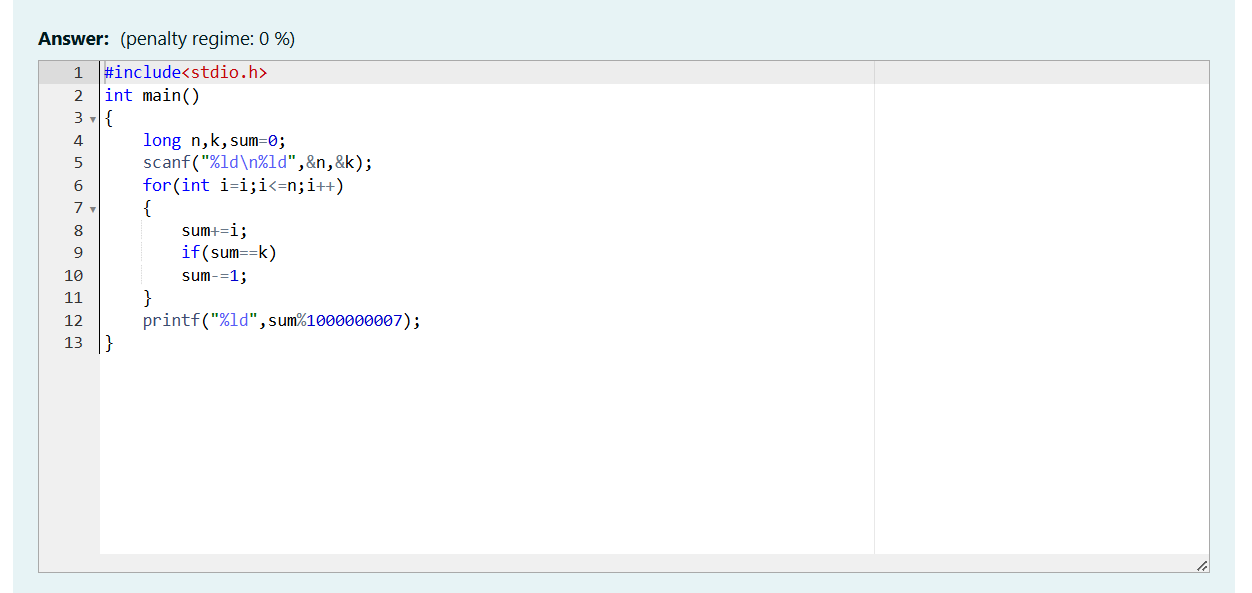 Answer: (penalty regime: 0 %)
1 #include<stdio.h>
2 int main()
3 {
4     long n,k,sum=0;
5     scanf("%ld\n%ld",&n,&k);
6     for(int i=i;i<=n;i++)
7     {
8         sum+=i;
9         if(sum==k)
10         sum-=1;
11     }
12     printf("%ld",sum%1000000007);
13 }